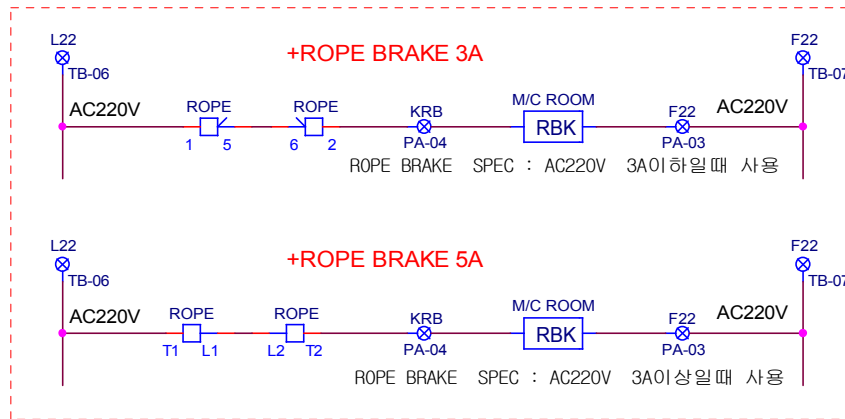 L22
F22
TB-06
+ROPE BRAKE 3A
TB-07
AC220V
ROPE
ROPE
KRB
M/C ROOM
F22
AC220V
RBK
1 5 6 2
PA-04
PA-03
ROPE BRAKE SPEC : AC220V 3A이하일때 사용
L22
F22
TB-06
+ROPE BRAKE 5A
TB-07
AC220V
ROPE
ROPE
KRB
M/C ROOM
F22
AC220V
RBK
T1 L1 L2 T2
PA-04
PA-03
ROPE BRAKE SPEC : AC220V 3A이상일때 사용